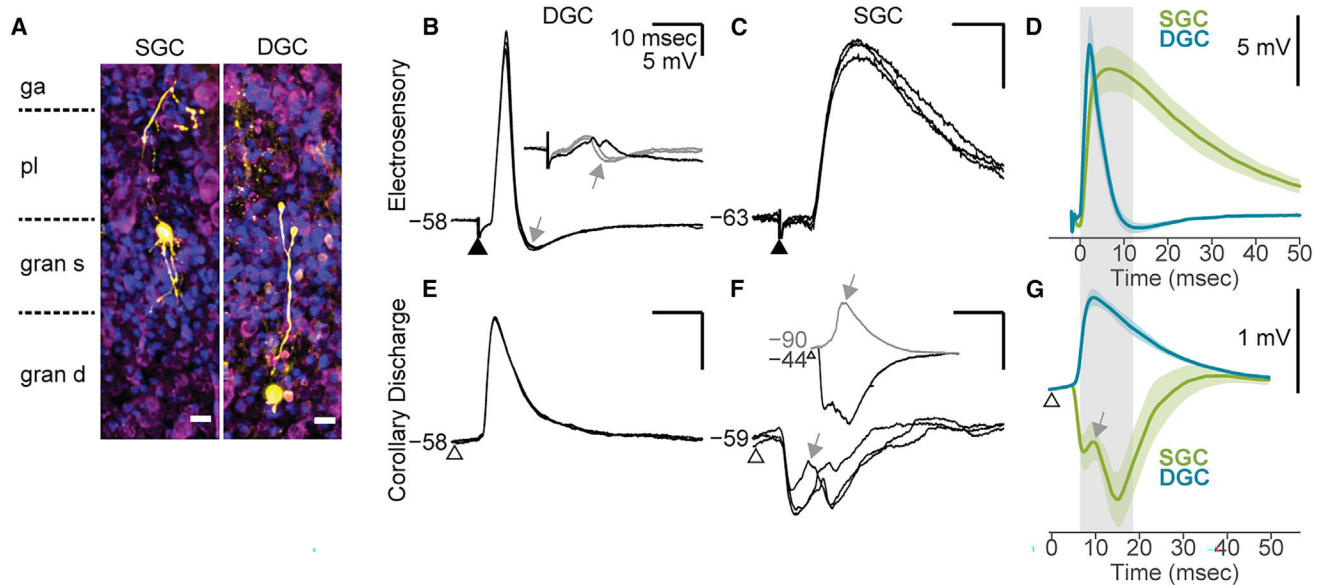 A
SGC
DGC
ga
pl
gran s
gran d
B
DGC
10 msec
5 mV
Electrosensory
−58
C
SGC
−63
D
SGC
DGC
5 mV
0 10 20 30 40 50
Time (msec)
E
Corollary Discharge
−58
F
−90
−44
−59
G
1 mV
SGC
DGC
0 10 20 30 40 50
Time (msec)